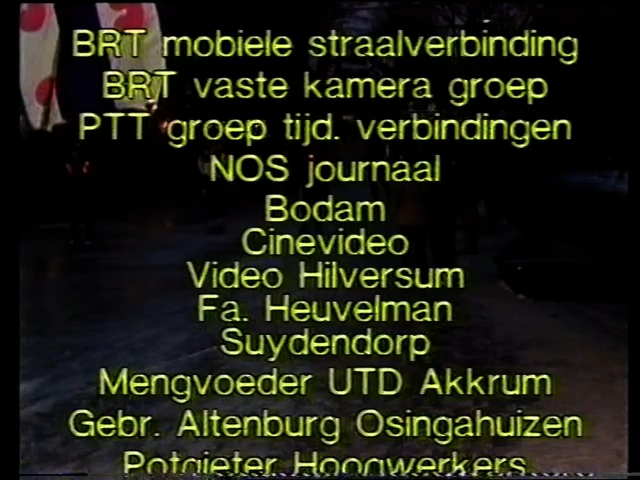 BRT mobiele straalverbinding
BRT vaste kamera groep
PTT groep tijd. verbindingen
NOS journaal
Bodam
Cinevideo
Video Hilversum
Fa. Heuvelman
Suydendorp
Mengvoeder UTD Akkrum
Gebr. Altenburg Osingahuizen
Potgieter Hoogwerkers